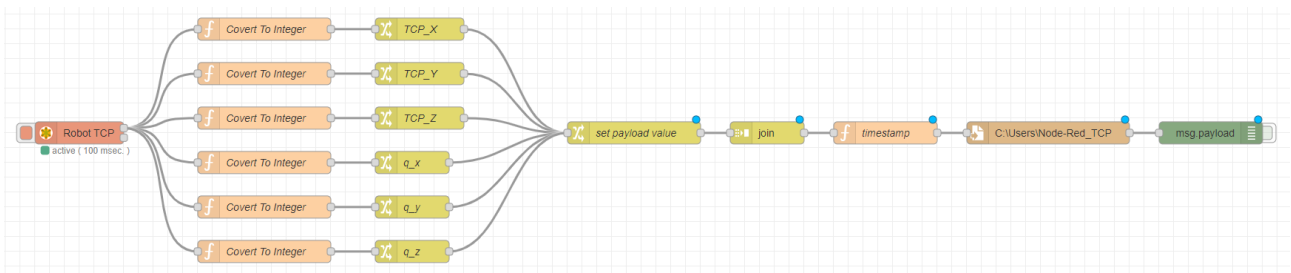 Covert To Integer TCP_X
Covert To Integer TCP_Y
Covert To Integer TCP_Z
Robot TCP set payload value join timestamp C:\Users\Node-Red_TCP msg.payload
active ( 100 msec. )
Covert To Integer q_x
Covert To Integer q_y
Covert To Integer q_z